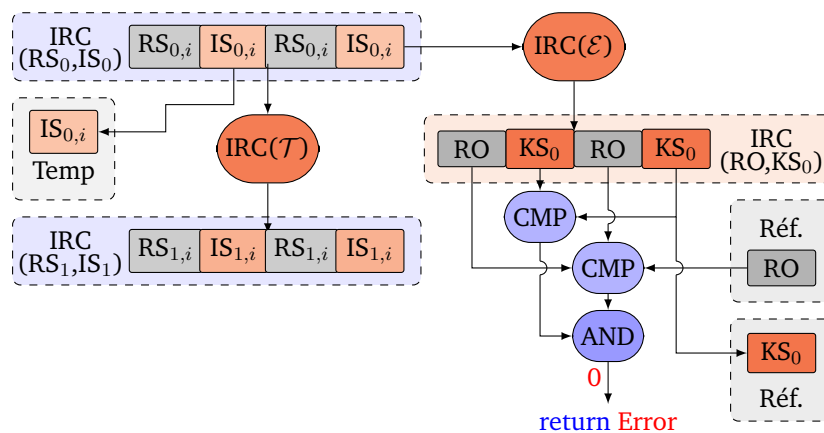 IRC
(RS₀,IS₀)
RS₀,ᵢ IS₀,ᵢ RS₀,ᵢ IS₀,ᵢ
IRC(ℰ)
IS₀,ᵢ
Temp
IRC(𝒯)
RO KS₀ RO KS₀
IRC
(RO,KS₀)
CMP
IRC
(RS₁,IS₁)
RS₁,ᵢ IS₁,ᵢ RS₁,ᵢ IS₁,ᵢ
CMP
Réf.
RO
AND
KS₀
Réf.
0
return Error